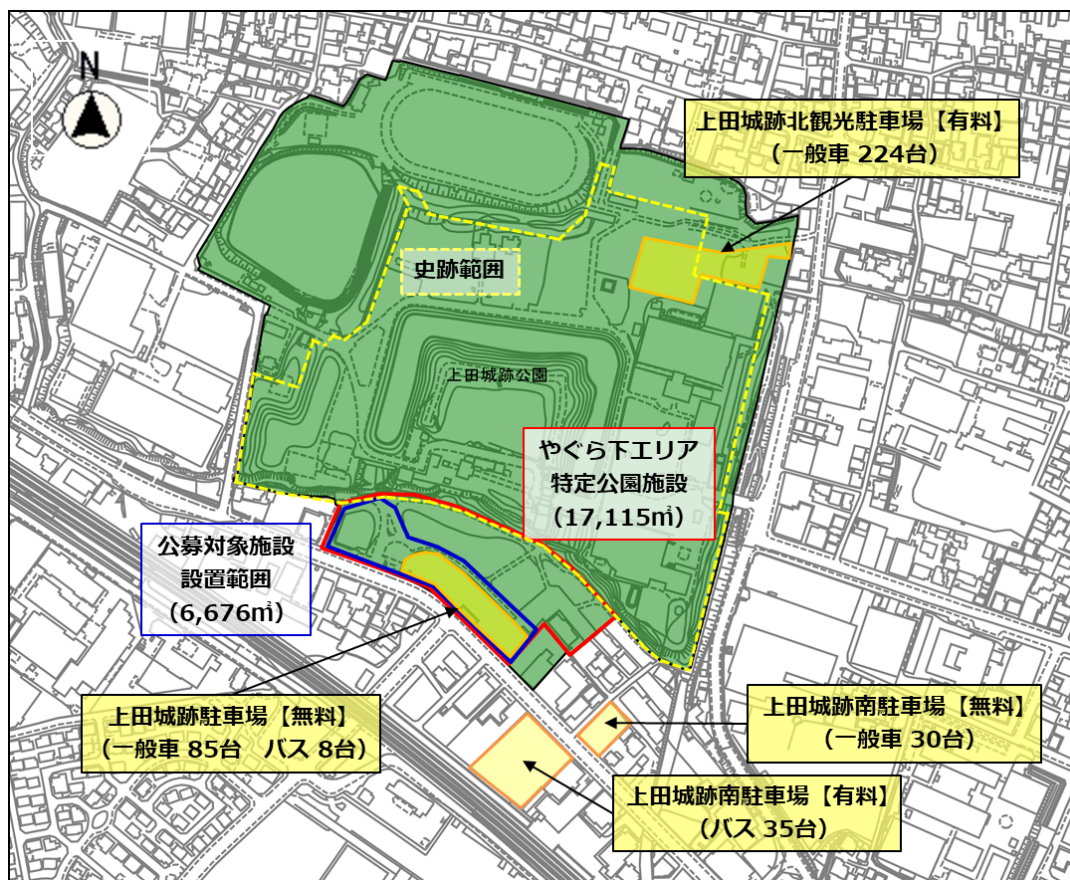 N
上田城跡北観光駐車場【有料】
(一般車 224台)
史跡範囲
上田城跡公園
やぐら下エリア
特定公園施設
(17,115㎡)
公募対象施設
設置範囲
(6,676㎡)
上田城跡駐車場【無料】
(一般車 85台　バス 8台)
上田城跡南駐車場【無料】
(一般車 30台)
上田城跡南駐車場【有料】
(バス 35台)